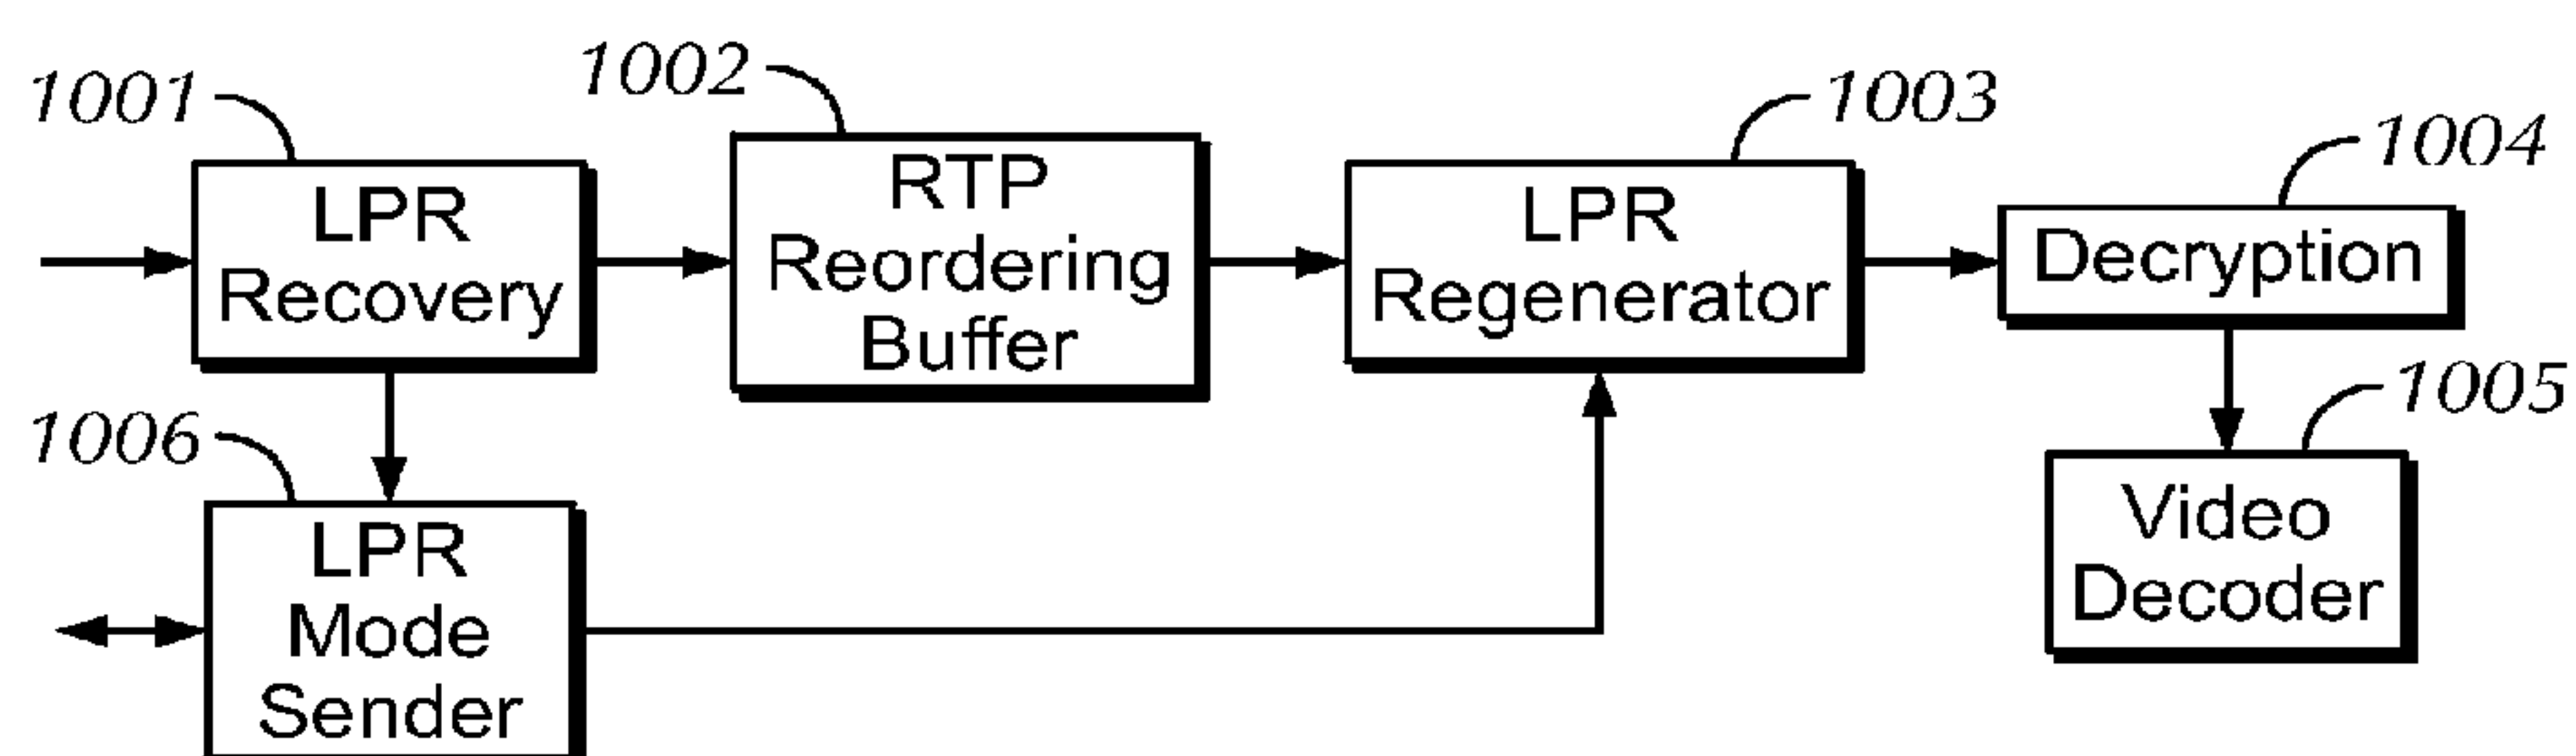 1001
LPR
Recovery
1002
RTP
Reordering
Buffer
1003
LPR
Regenerator
1004
Decryption
1005
Video
Decoder
1006
LPR
Mode
Sender